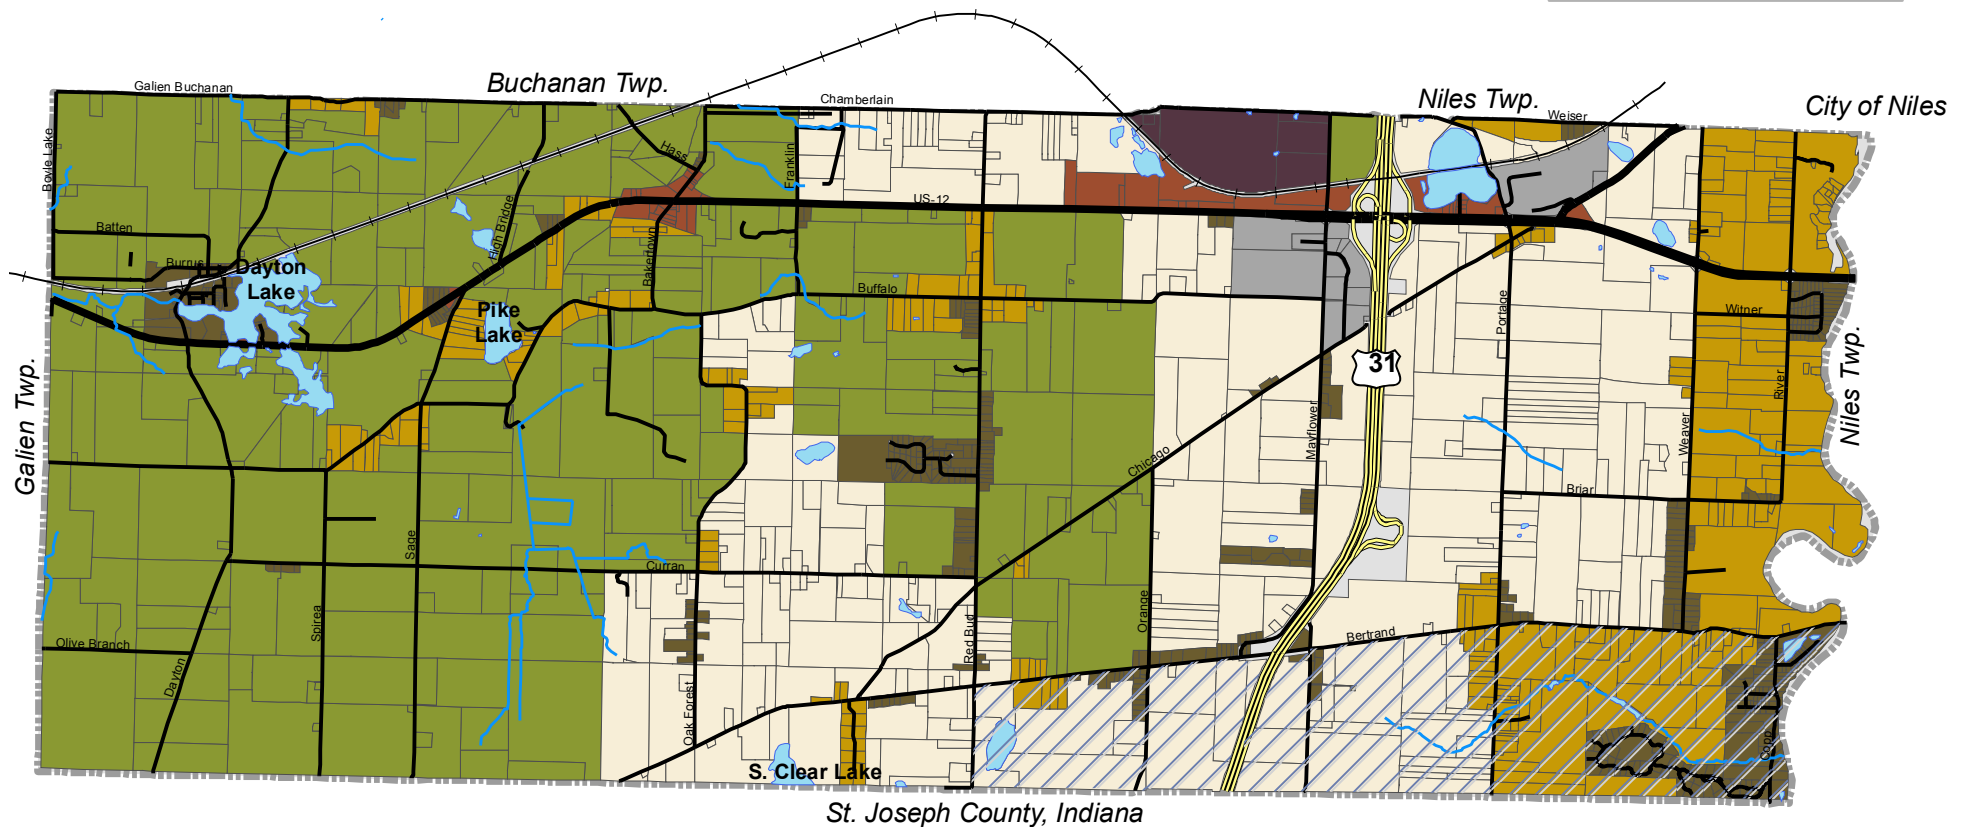 Buchanan Twp.
Niles Twp.
City of Niles
Galien Buchanan
Chamberlain
Weiser
Boyle Lake
Hass
Franklin
US-12
Batten
High Bridge
Bakertown
Burrus
Dayton
Lake
Buffalo
Pike
Lake
Portage
Witner
31
Galien Twp.
Niles Twp.
River
Mayflower
Weaver
Chicago
Briar
Sage
Curran
Spirea
Orange
Red Bud
Bertrand
Olive Branch
Dayton
Oak Forest
Copp
S. Clear Lake
St. Joseph County, Indiana